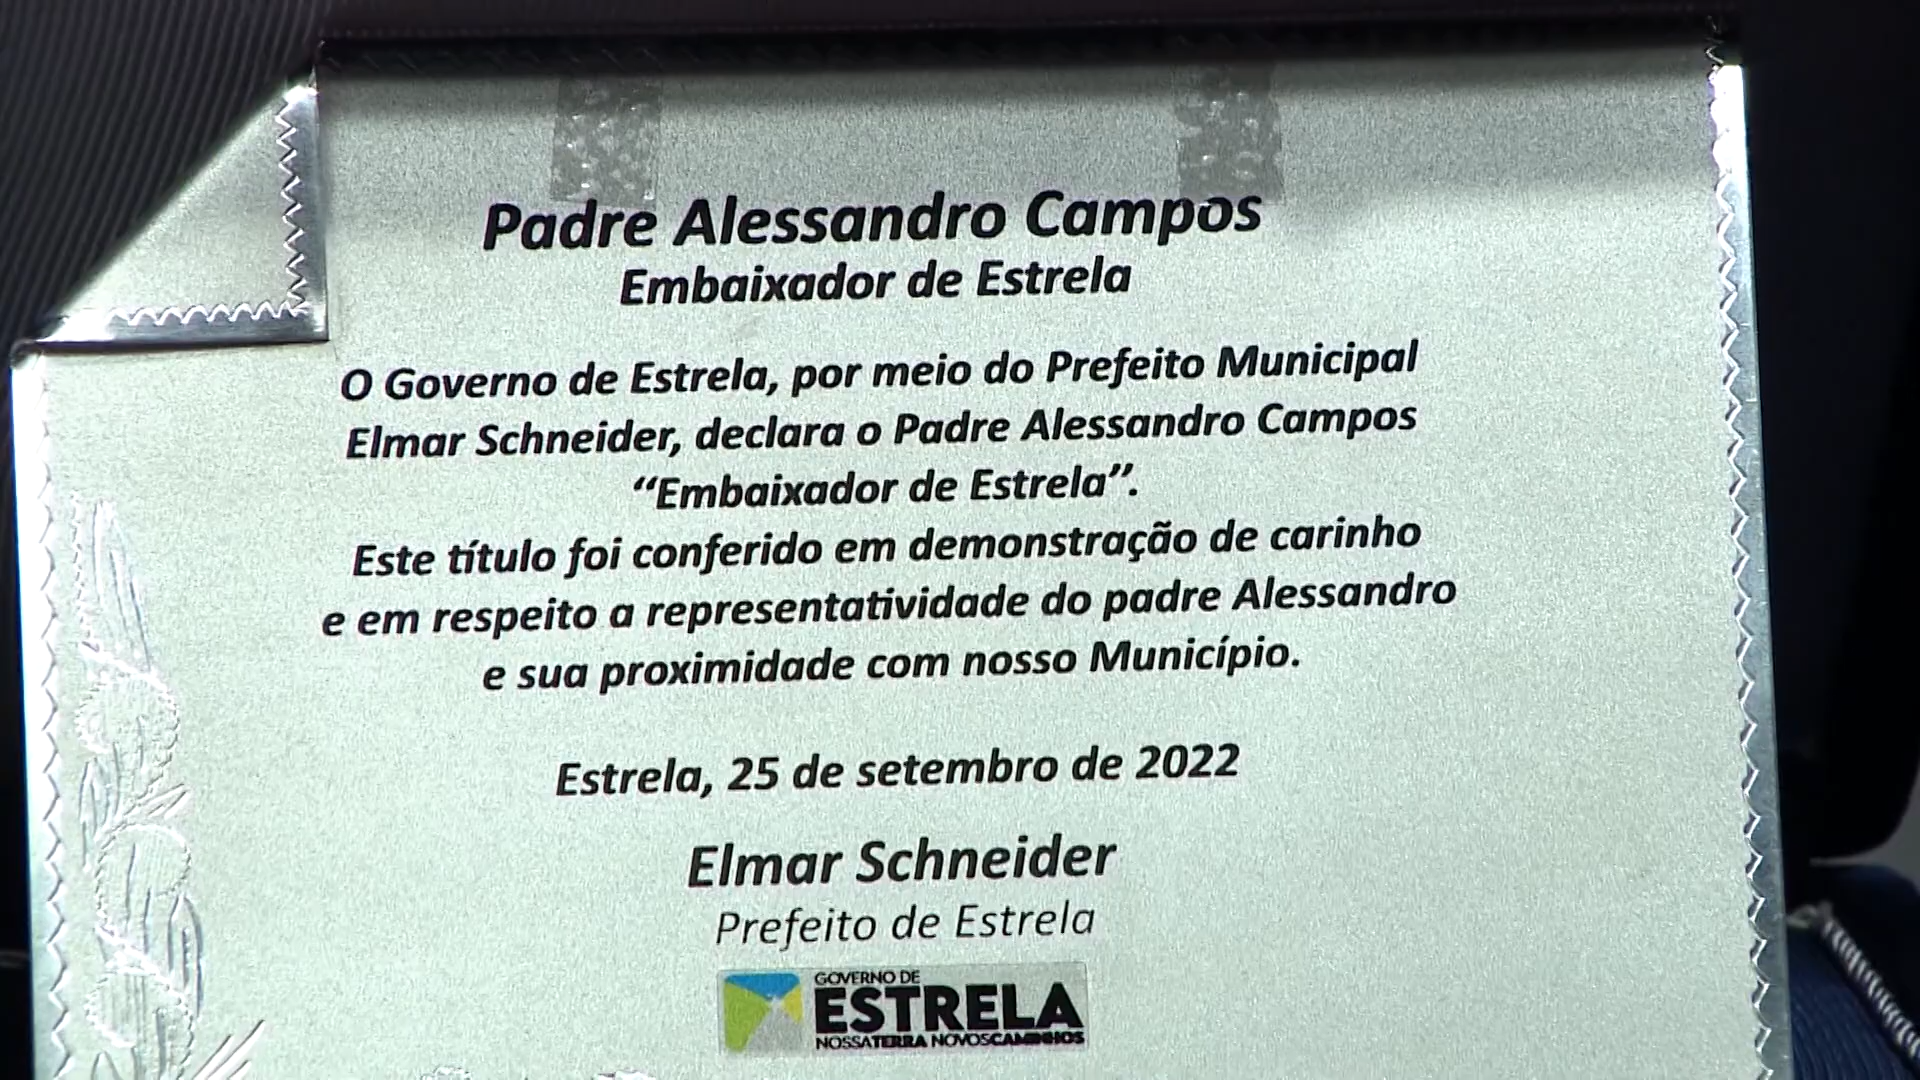 Padre Alessandro Campos
Embaixador de Estrela
O Governo de Estrela, por meio do Prefeito Municipal
Elmar Schneider, declara o Padre Alessandro Campos
“Embaixador de Estrela”.
Este título foi conferido em demonstração de carinho
e em respeito a representatividade do padre Alessandro
e sua proximidade com nosso Município.
Estrela, 25 de setembro de 2022
Elmar Schneider
Prefeito de Estrela
GOVERNO DE
ESTRELA
NOSSATERRA NOVOSCAMINHOS